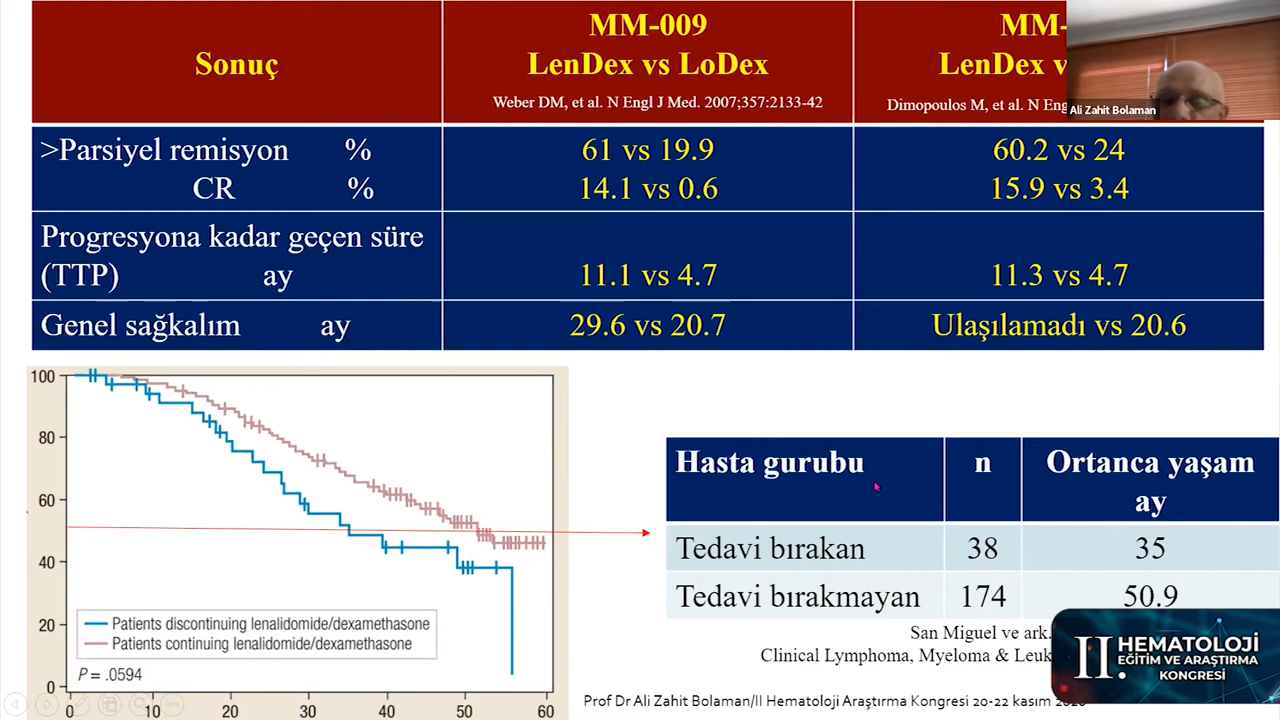 Sonuç
MM-009
LenDex vs LoDex
Weber DM, et al. N Engl J Med. 2007;357:2133-42
MM-
LenDex v
Dimopoulos M, et al. N Eng
Ali Zahit Bolaman
>Parsiyel remisyon %
61 vs 19.9
60.2 vs 24
CR %
14.1 vs 0.6
15.9 vs 3.4
Progresyona kadar geçen süre
(TTP) ay
11.1 vs 4.7
11.3 vs 4.7
Genel sağkalım ay
29.6 vs 20.7
Ulaşılamadı vs 20.6
100
80
60
40
20
0
0 10 20 30 40 50 60
Patients discontinuing lenalidomide/dexamethasone
Patients continuing lenalidomide/dexamethasone
P = .0594
Hasta gurubu n Ortanca yaşam
ay
Tedavi bırakan 38 35
Tedavi bırakmayan 174 50.9
San Miguel ve ark.
Clinical Lymphoma, Myeloma & Leuk
II. HEMATOLOJİ
EĞİTİM VE ARAŞTIRMA
KONGRESİ
Prof Dr Ali Zahit Bolaman/II Hematoloji Araştırma Kongresi 20-22 kasım